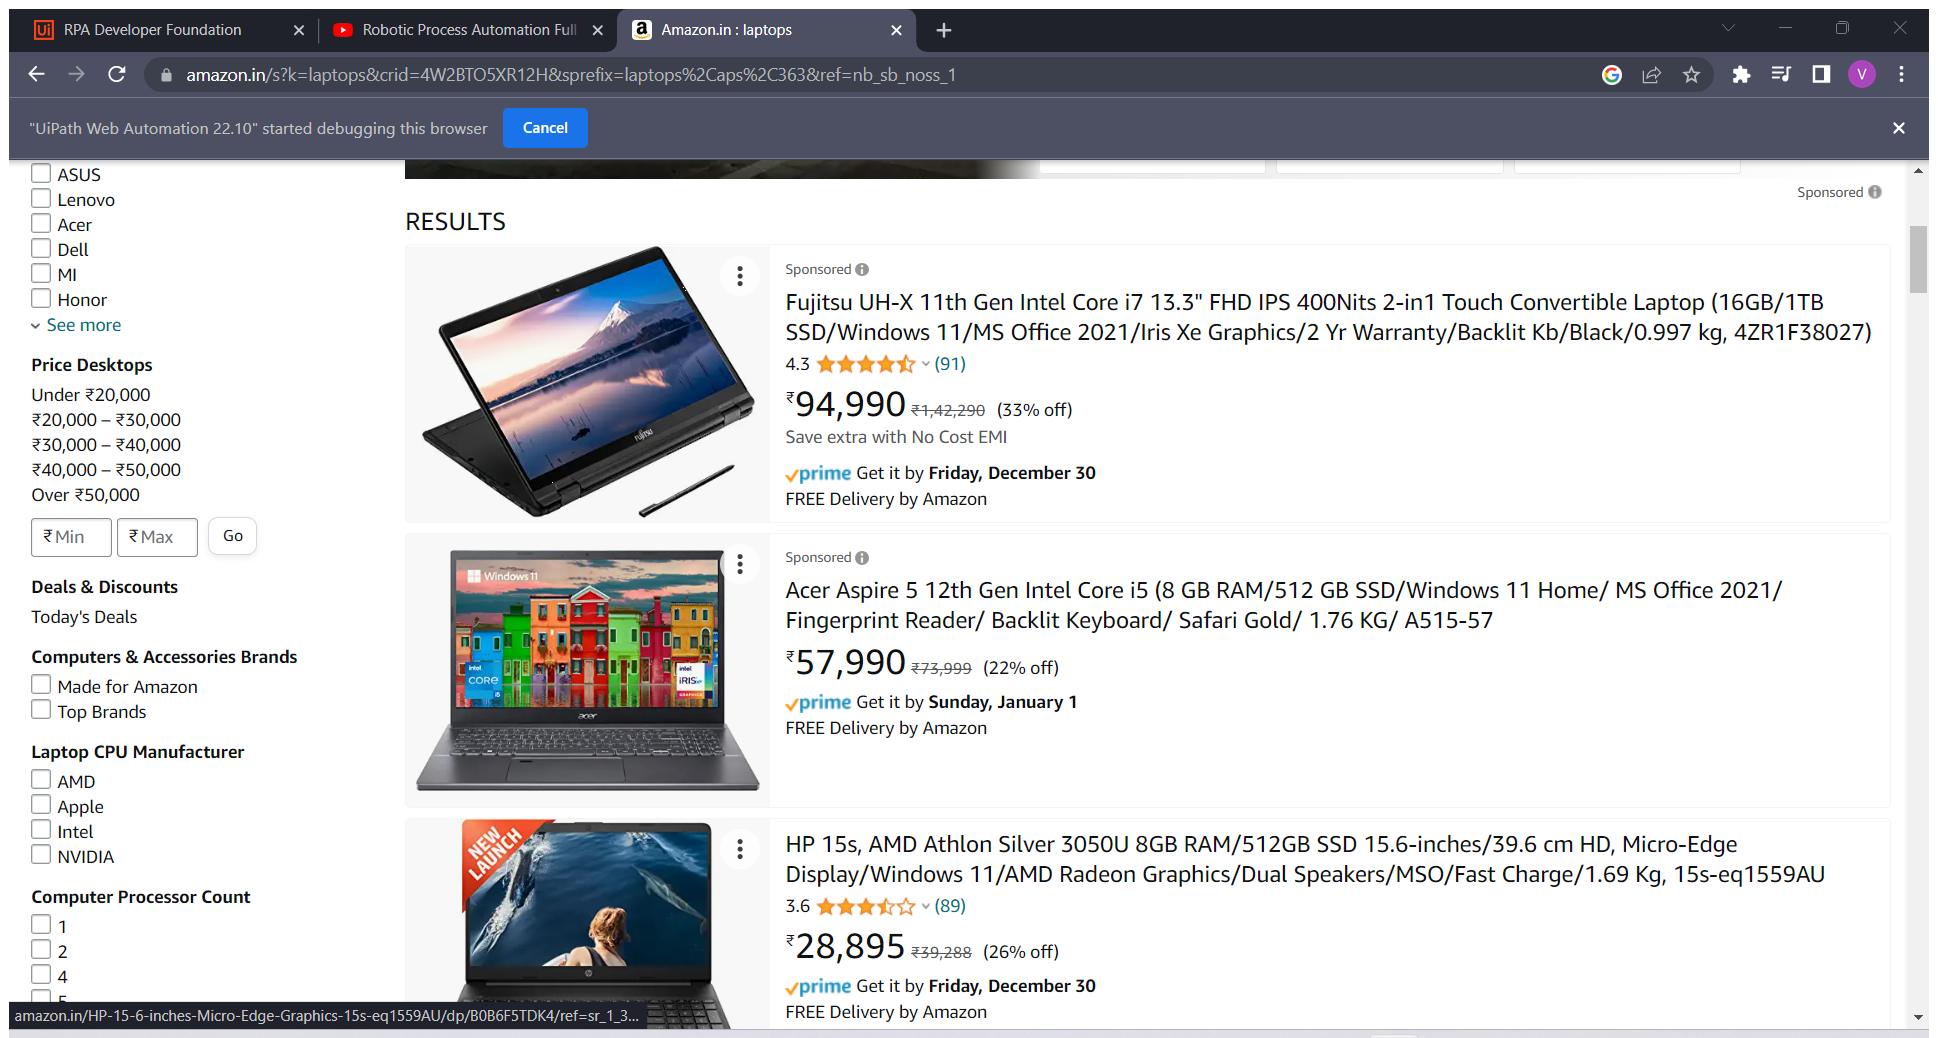 RPA Developer Foundation
Robotic Process Automation Full
Amazon.in : laptops
amazon.in/s?k=laptops&crid=4W2BTO5XR12H&sprefix=laptops%2Caps%2C363&ref=nb_sb_noss_1
V
"UiPath Web Automation 22.10" started debugging this browser
Cancel
ASUS
Lenovo
Acer
Dell
MI
Honor
See more
Price Desktops
Under ₹20,000
₹20,000 – ₹30,000
₹30,000 – ₹40,000
₹40,000 – ₹50,000
Over ₹50,000
₹ Min
₹ Max
Go
Deals & Discounts
Today's Deals
Computers & Accessories Brands
Made for Amazon
Top Brands
Laptop CPU Manufacturer
AMD
Apple
Intel
NVIDIA
Computer Processor Count
1
2
4
5
amazon.in/HP-15-6-inches-Micro-Edge-Graphics-15s-eq1559AU/dp/B0B6F5TDK4/ref=sr_1_3...
Sponsored
RESULTS
FUJITSU
Sponsored
Fujitsu UH-X 11th Gen Intel Core i7 13.3" FHD IPS 400Nits 2-in1 Touch Convertible Laptop (16GB/1TB
SSD/Windows 11/MS Office 2021/Iris Xe Graphics/2 Yr Warranty/Backlit Kb/Black/0.997 kg, 4ZR1F38027)
4.3 (91)
₹94,990 ₹1,42,290 (33% off)
Save extra with No Cost EMI
prime Get it by Friday, December 30
FREE Delivery by Amazon
Windows 11
intel
CORE i5
intel
IRIS Xe
GRAPHICS
acer
Sponsored
Acer Aspire 5 12th Gen Intel Core i5 (8 GB RAM/512 GB SSD/Windows 11 Home/ MS Office 2021/
Fingerprint Reader/ Backlit Keyboard/ Safari Gold/ 1.76 KG/ A515-57
₹57,990 ₹73,999 (22% off)
prime Get it by Sunday, January 1
FREE Delivery by Amazon
NEW
LAUNCH
hp
HP 15s, AMD Athlon Silver 3050U 8GB RAM/512GB SSD 15.6-inches/39.6 cm HD, Micro-Edge
Display/Windows 11/AMD Radeon Graphics/Dual Speakers/MSO/Fast Charge/1.69 Kg, 15s-eq1559AU
3.6 (89)
₹28,895 ₹39,288 (26% off)
prime Get it by Friday, December 30
FREE Delivery by Amazon